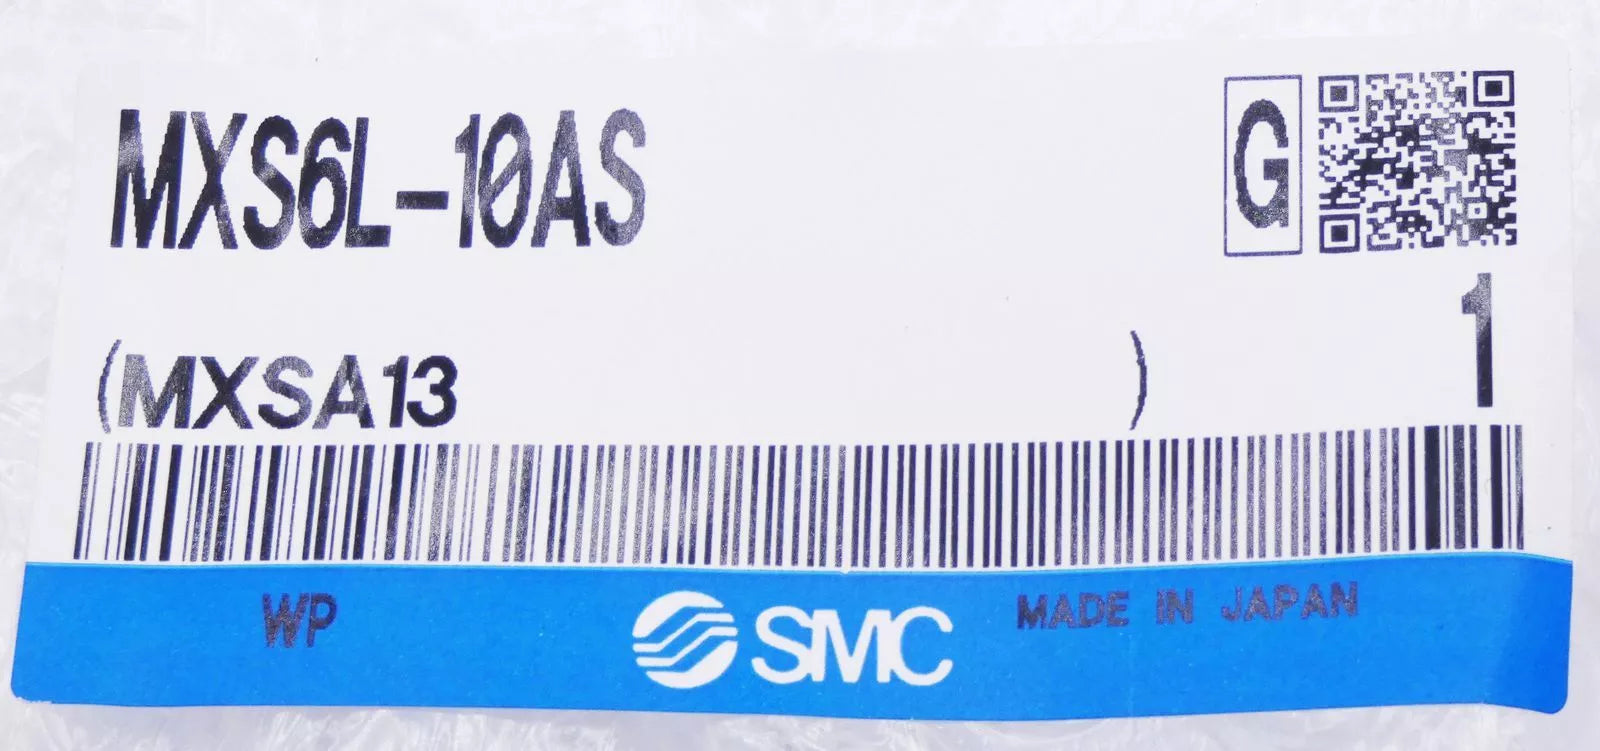 MXS6L-10AS
G
1
(MXSA13 )
WP
SMC
MADE IN JAPAN